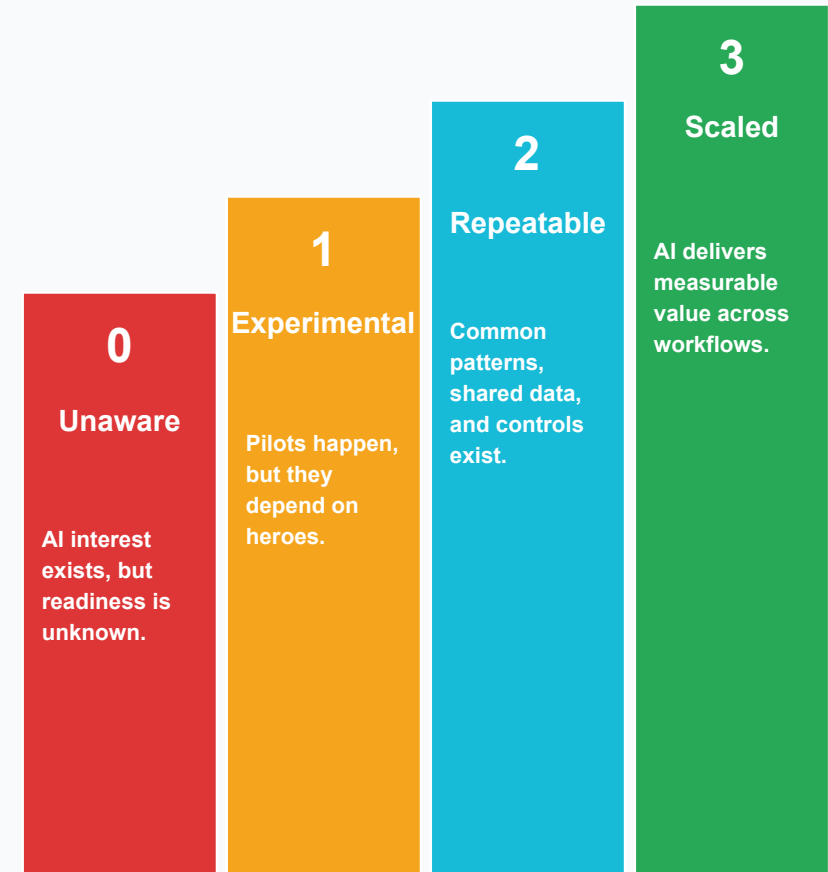 0
Unaware
AI interest
exists, but
readiness is
unknown.
1
Experimental
Pilots happen,
but they
depend on
heroes.
2
Repeatable
Common
patterns,
shared data,
and controls
exist.
3
Scaled
AI delivers
measurable
value across
workflows.